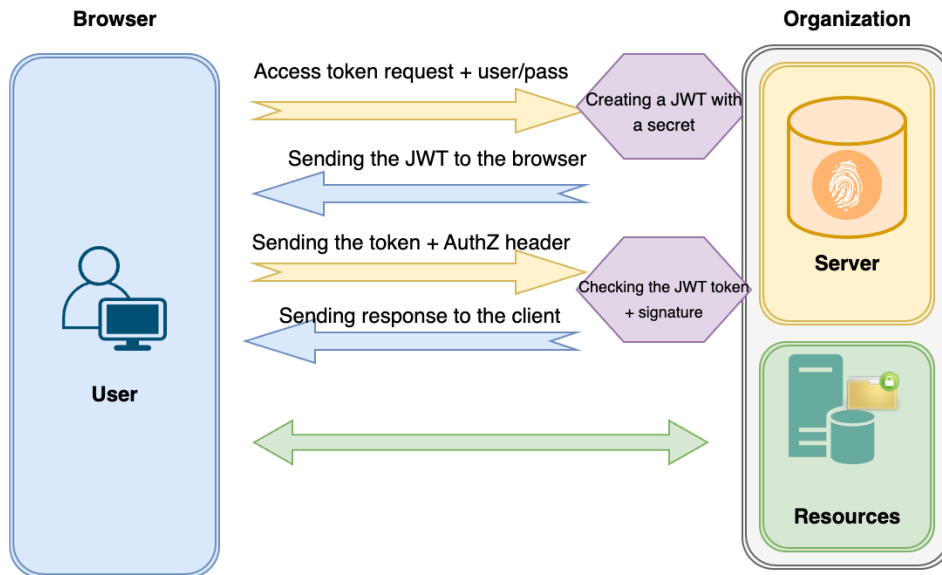 Browser
Organization
Access token request + user/pass
Creating a JWT with
a secret
Sending the JWT to the browser
Sending the token + AuthZ header
Server
Checking the JWT token
+ signature
Sending response to the client
User
Resources